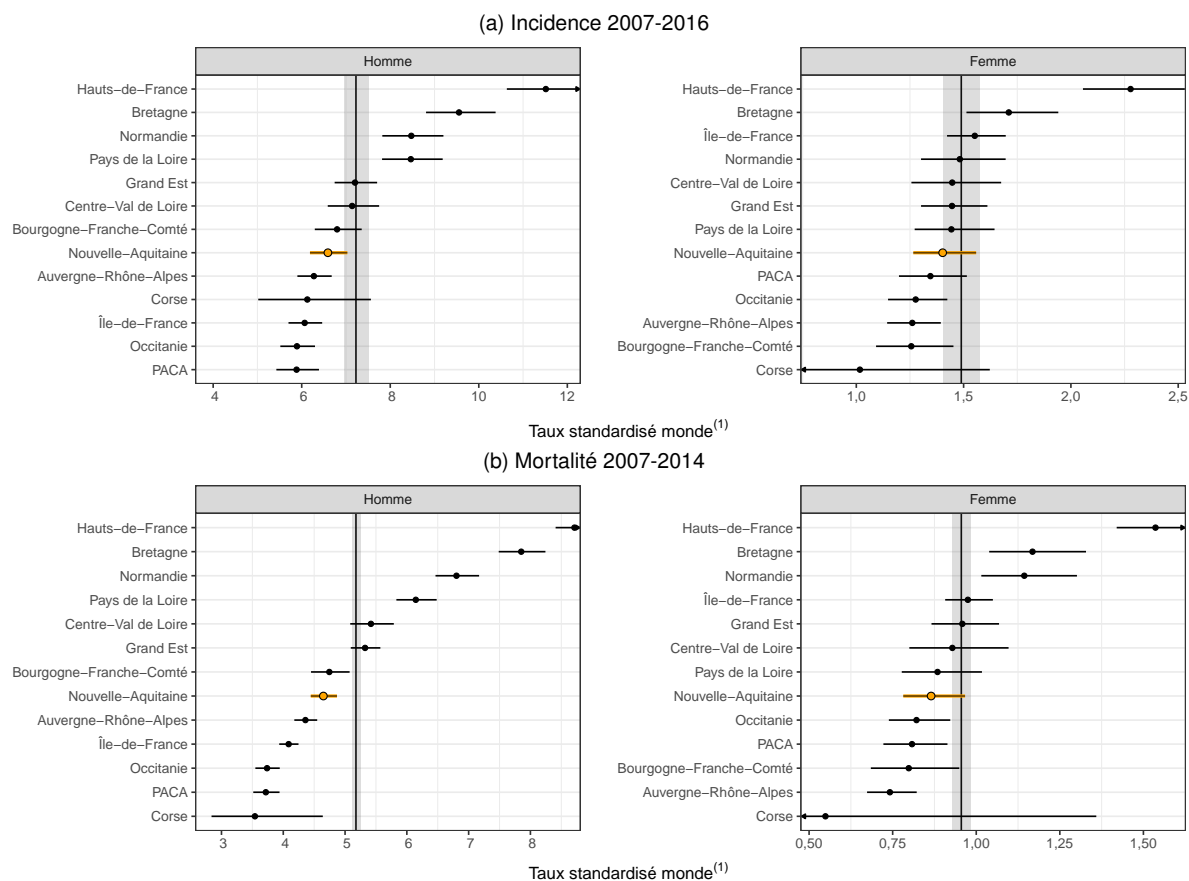 (a) Incidence 2007-2016
Homme
Hauts−de−France
Bretagne
Normandie
Pays de la Loire
Grand Est
Centre−Val de Loire
Bourgogne−Franche−Comté
Nouvelle−Aquitaine
Auvergne−Rhône−Alpes
Corse
Île−de−France
Occitanie
PACA
4 6 8 10 12
Femme
Hauts−de−France
Bretagne
Île−de−France
Normandie
Centre−Val de Loire
Grand Est
Pays de la Loire
Nouvelle−Aquitaine
PACA
Occitanie
Auvergne−Rhône−Alpes
Bourgogne−Franche−Comté
Corse
1,0 1,5 2,0 2,5
Taux standardisé monde(1)
(b) Mortalité 2007-2014
Homme
Hauts−de−France
Bretagne
Normandie
Pays de la Loire
Centre−Val de Loire
Grand Est
Bourgogne−Franche−Comté
Nouvelle−Aquitaine
Auvergne−Rhône−Alpes
Île−de−France
Occitanie
PACA
Corse
3 4 5 6 7 8
Femme
Hauts−de−France
Bretagne
Normandie
Île−de−France
Grand Est
Centre−Val de Loire
Pays de la Loire
Nouvelle−Aquitaine
Occitanie
PACA
Bourgogne−Franche−Comté
Auvergne−Rhône−Alpes
Corse
0,50 0,75 1,00 1,25 1,50
Taux standardisé monde(1)